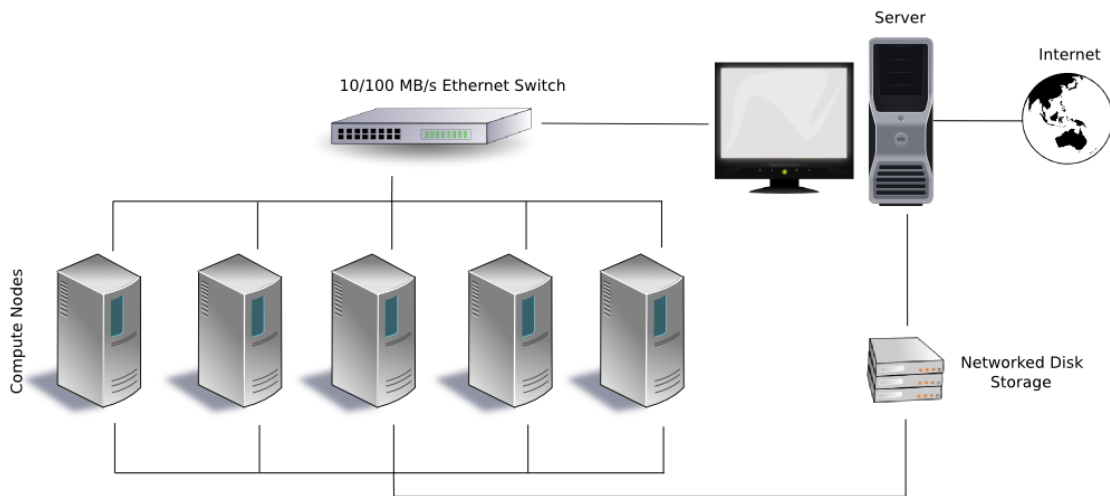 Server
Internet
10/100 MB/s Ethernet Switch
Compute Nodes
Networked Disk
Storage